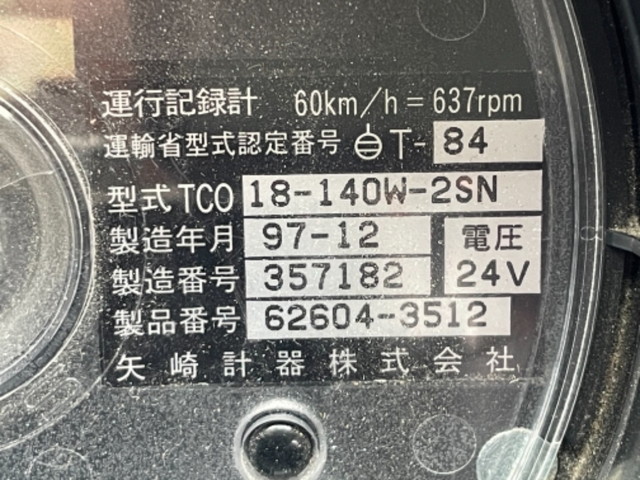 運行記録計 60km/h=637rpm
運輸省型式認定番号 T-84
型式TCO 18-140W-2SN
製造年月 97-12 電圧
製造番号 357182 24V
製品番号 62604-3512
矢崎計器株式会社